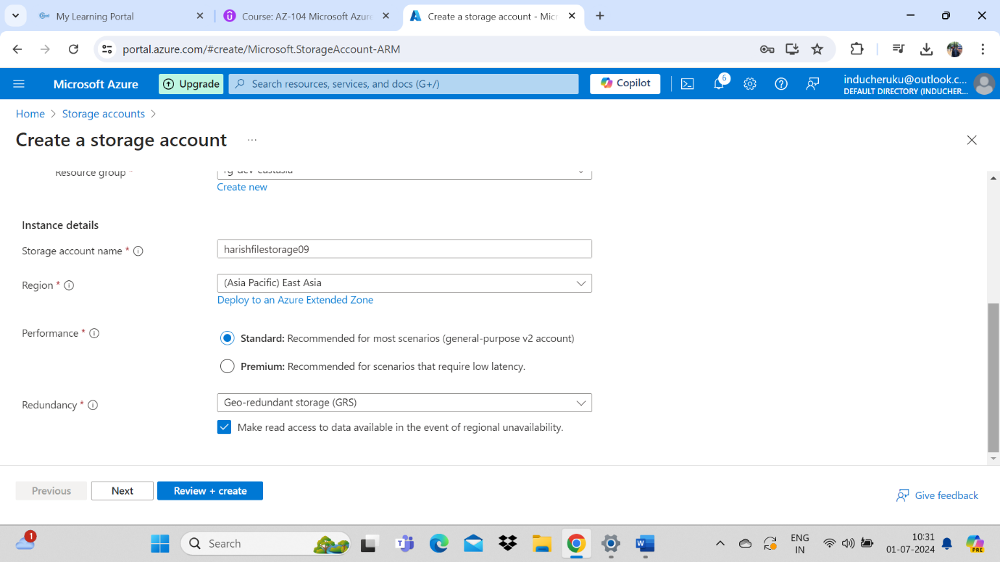 My Learning Portal
Course: AZ-104 Microsoft Azure
Create a storage account - Micr
portal.azure.com/#create/Microsoft.StorageAccount-ARM
Microsoft Azure
Upgrade
Search resources, services, and docs (G+/)
Copilot
6
inducheruku@outlook.c...
DEFAULT DIRECTORY (INDUCHER...
Home > Storage accounts >
Create a storage account ...
Resource group *
rg-dev-eastasia
Create new
Instance details
Storage account name *
harishfilestorage09
Region *
(Asia Pacific) East Asia
Deploy to an Azure Extended Zone
Performance *
Standard: Recommended for most scenarios (general-purpose v2 account)
Premium: Recommended for scenarios that require low latency.
Redundancy *
Geo-redundant storage (GRS)
Make read access to data available in the event of regional unavailability.
Previous
Next
Review + create
Give feedback
1
Search
ENG
IN
10:31
01-07-2024
PRE